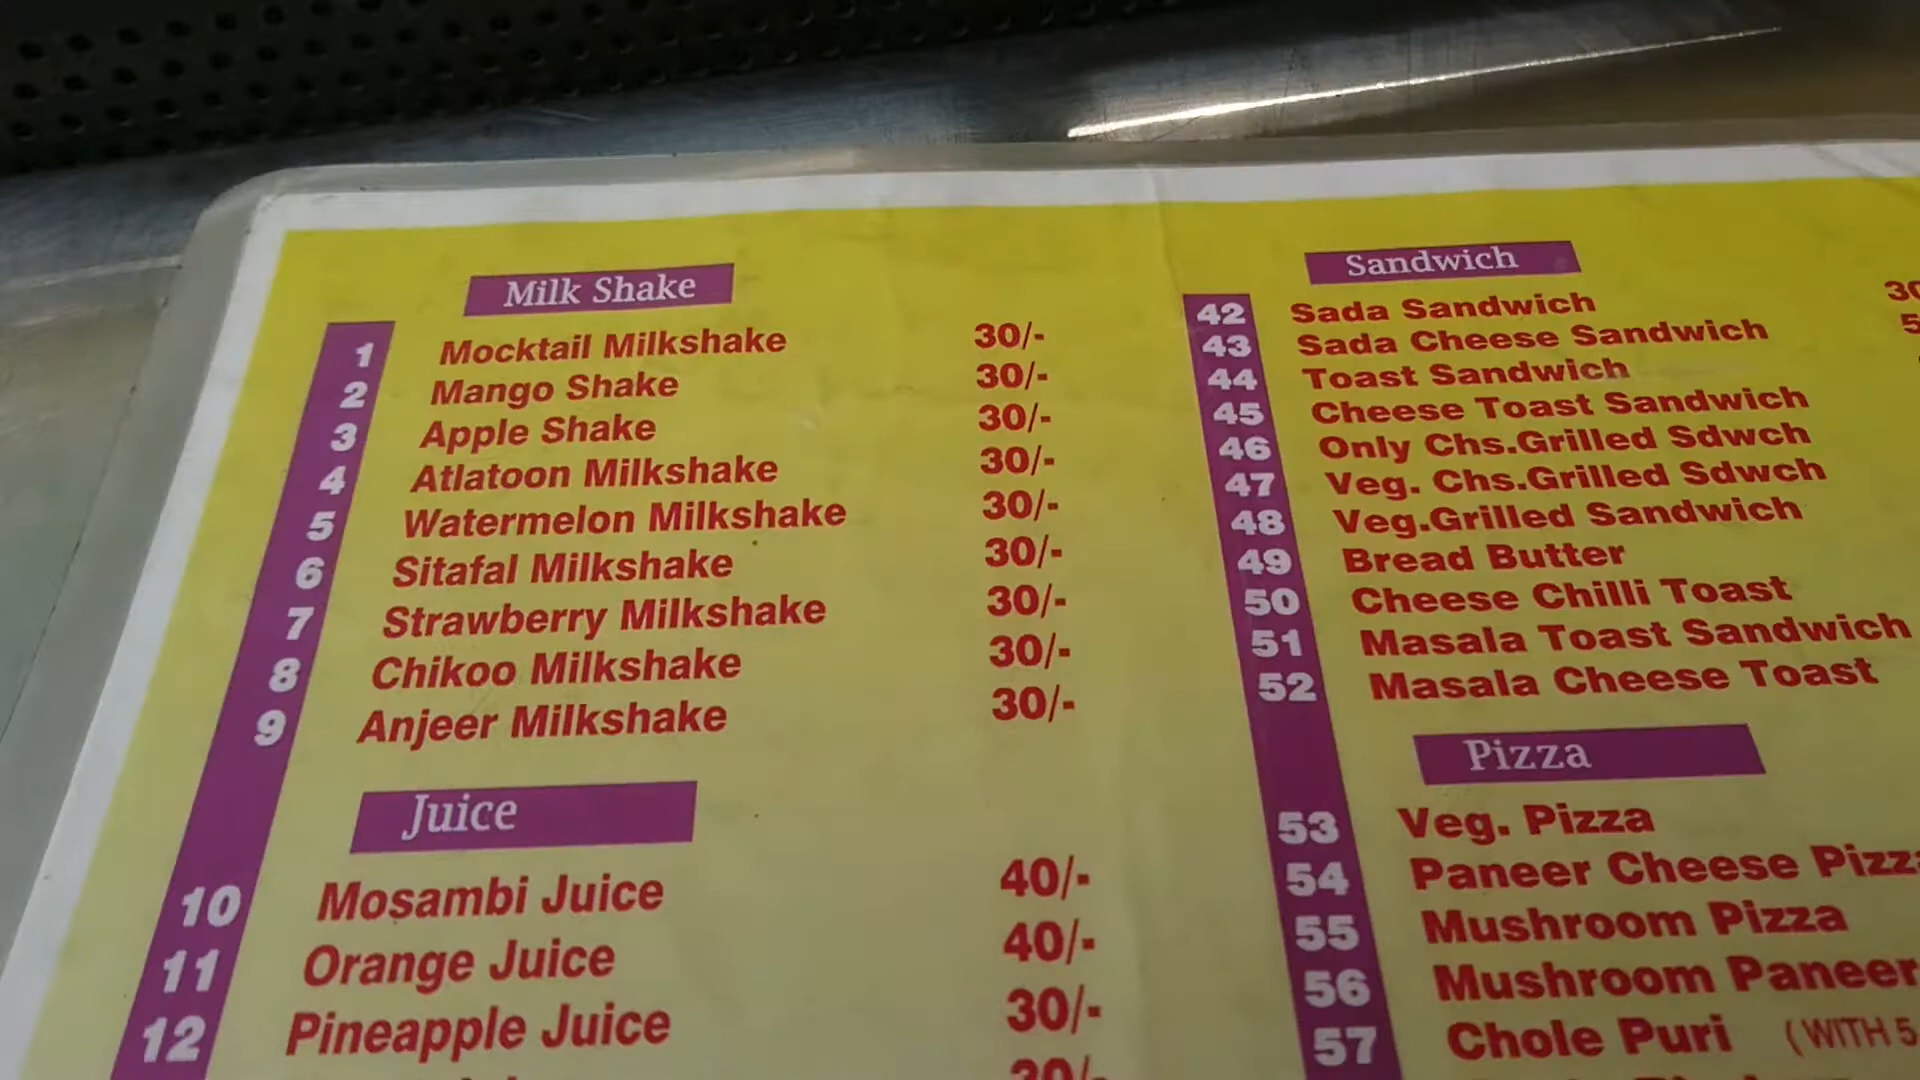 Milk Shake
1 Mocktail Milkshake 30/-
2 Mango Shake 30/-
3 Apple Shake 30/-
4 Atlatoon Milkshake 30/-
5 Watermelon Milkshake 30/-
6 Sitafal Milkshake 30/-
7 Strawberry Milkshake 30/-
8 Chikoo Milkshake 30/-
9 Anjeer Milkshake 30/-
Juice
10 Mosambi Juice 40/-
11 Orange Juice 40/-
12 Pineapple Juice 30/-
30/-
Sandwich
42 Sada Sandwich 30
43 Sada Cheese Sandwich
44 Toast Sandwich
45 Cheese Toast Sandwich
46 Only Chs.Grilled Sdwch
47 Veg. Chs.Grilled Sdwch
48 Veg.Grilled Sandwich
49 Bread Butter
50 Cheese Chilli Toast
51 Masala Toast Sandwich
52 Masala Cheese Toast
Pizza
53 Veg. Pizza
54 Paneer Cheese Pizza
55 Mushroom Pizza
56 Mushroom Paneer
57 Chole Puri (WITH 5